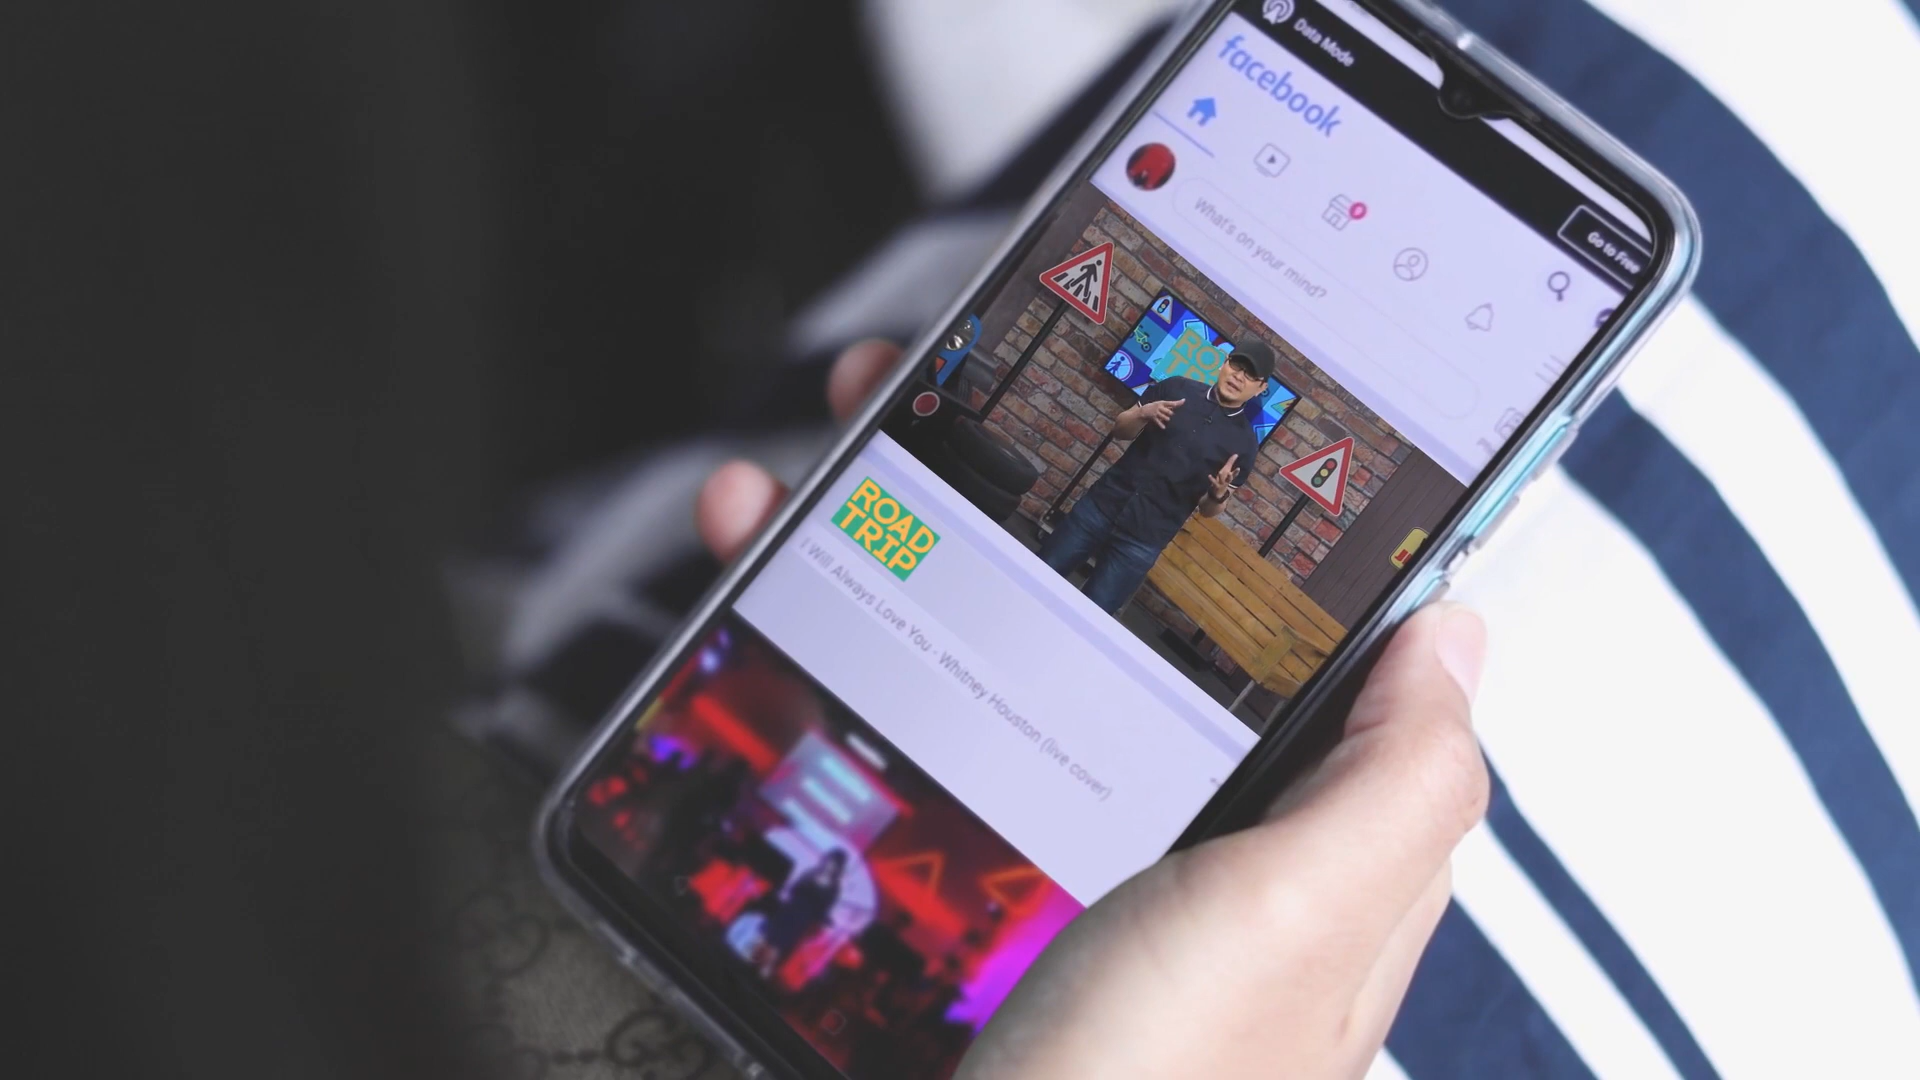 Data Mode
Go to Free
facebook
What's on your mind?
ROAD
TRIP
I Will Always Love You - Whitney Houston (live cover)